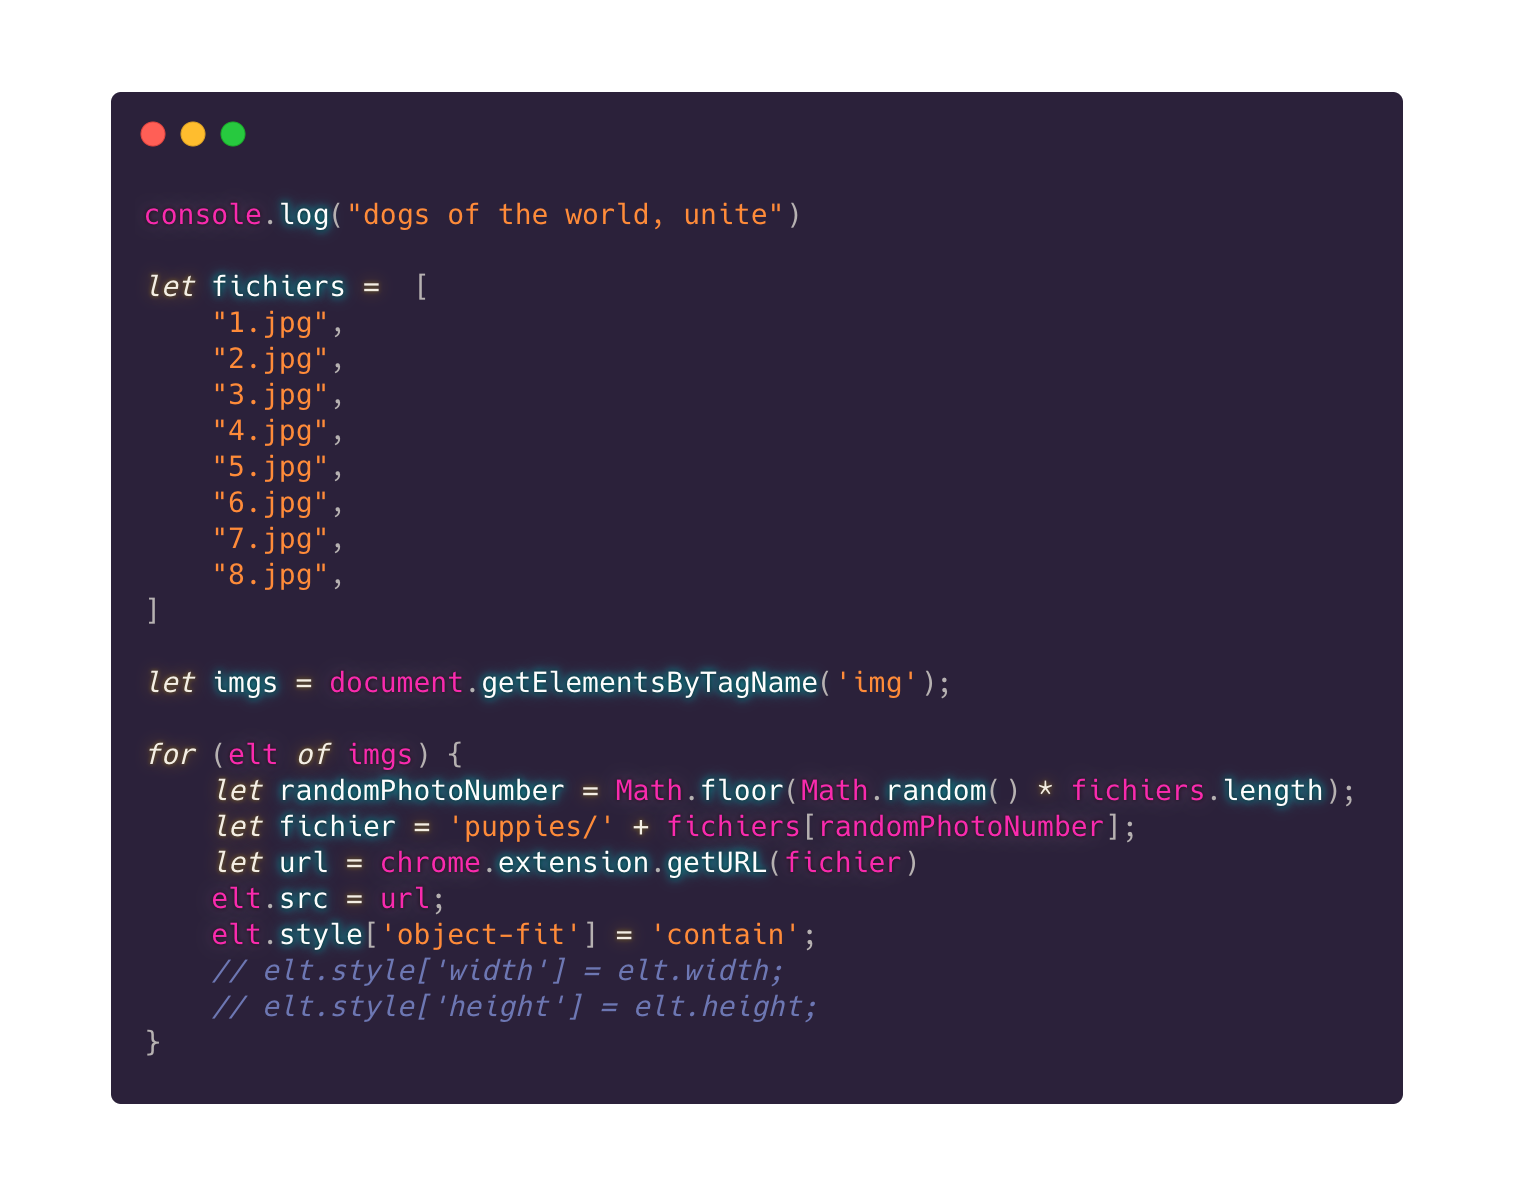 console.log("dogs of the world, unite")
let fichiers =  [
    "1.jpg",
    "2.jpg",
    "3.jpg",
    "4.jpg",
    "5.jpg",
    "6.jpg",
    "7.jpg",
    "8.jpg",
]
let imgs = document.getElementsByTagName('img');
for (elt of imgs) {
    let randomPhotoNumber = Math.floor(Math.random() * fichiers.length);
    let fichier = 'puppies/' + fichiers[randomPhotoNumber];
    let url = chrome.extension.getURL(fichier)
    elt.src = url;
    elt.style['object-fit'] = 'contain';
    // elt.style['width'] = elt.width;
    // elt.style['height'] = elt.height;
}